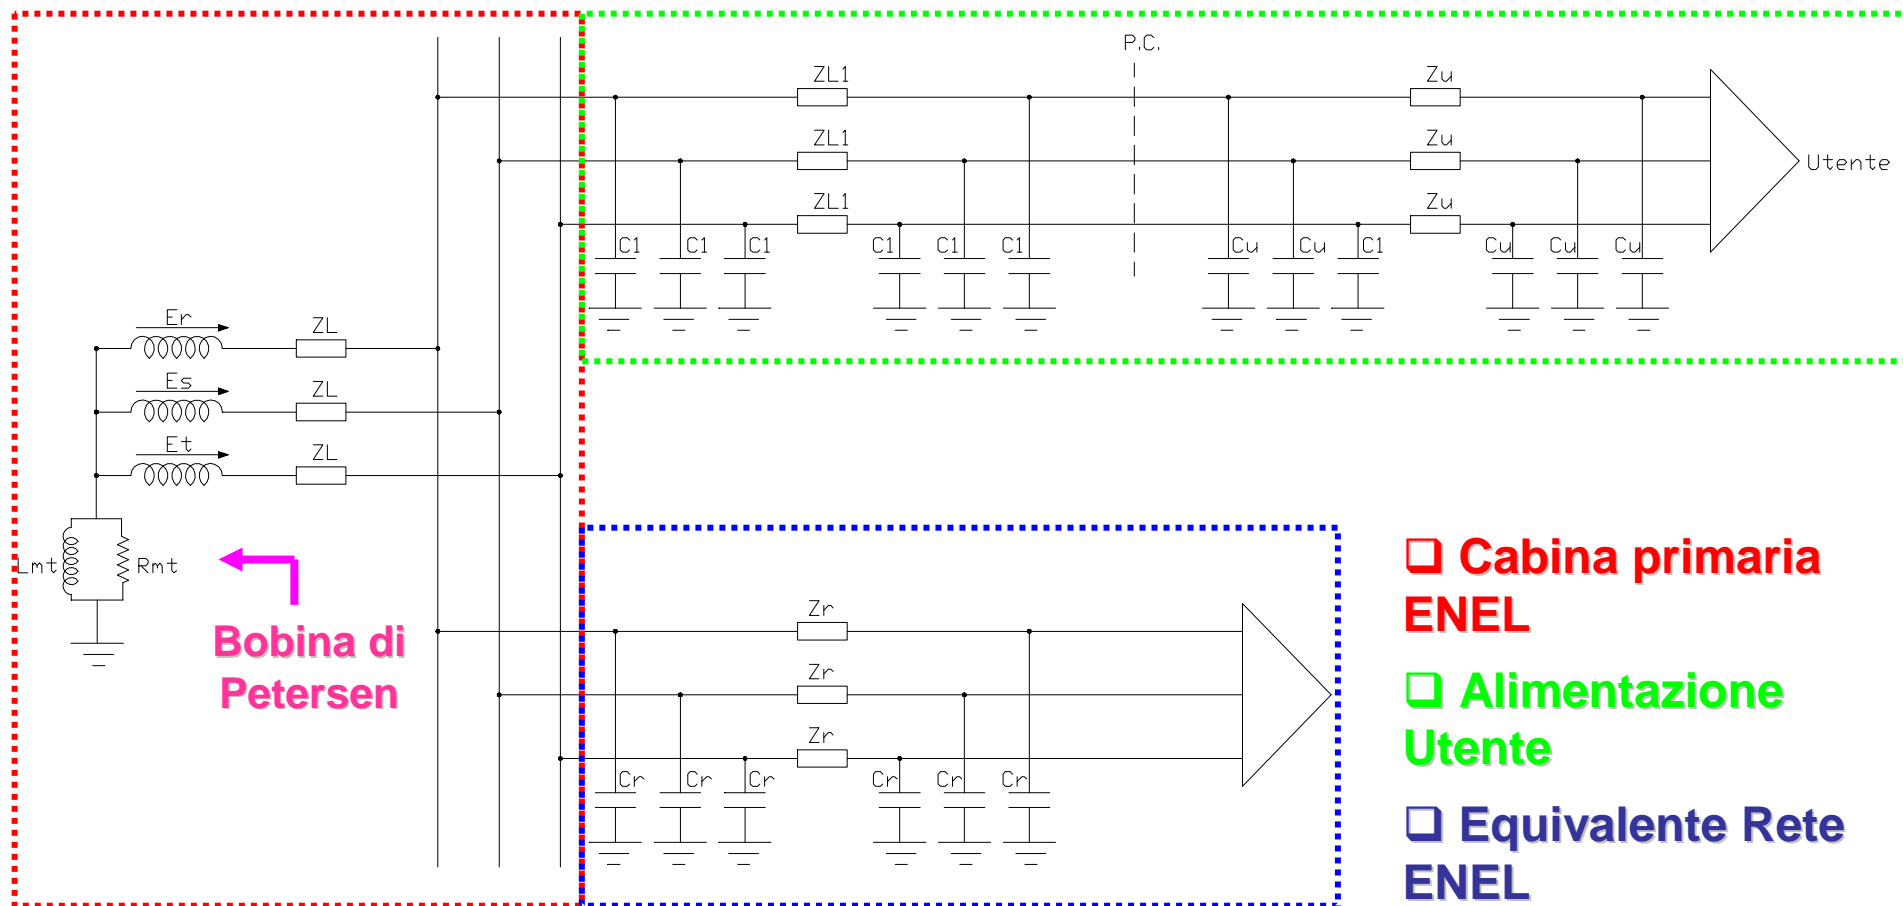 P.C.
ZL1
Zu
ZL1
Zu
Utente
ZL1
Zu
C1 C1 C1 C1 C1 C1 Cu Cu C1 Cu Cu Cu
Er ZL
Es ZL
Et ZL
Lmt Rmt
Bobina di
Petersen
Zr
Zr
Zr
Cr Cr Cr Cr Cr Cr
Cabina primaria
ENEL
Alimentazione
Utente
Equivalente Rete
ENEL